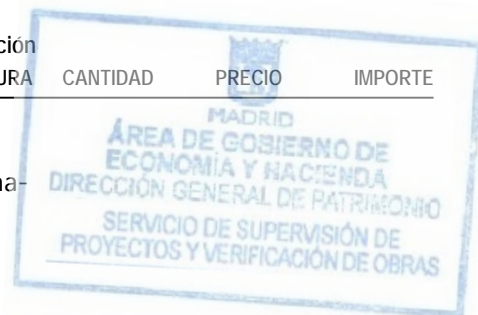 ción
URA CANTIDAD PRECIO IMPORTE
MADRID
ÁREA DE GOBIERNO DE
ECONOMÍA Y HACIENDA
na-
DIRECCIÓN GENERAL DE PATRIMONIO
SERVICIO DE SUPERVISIÓN DE
PROYECTOS Y VERIFICACIÓN DE OBRAS